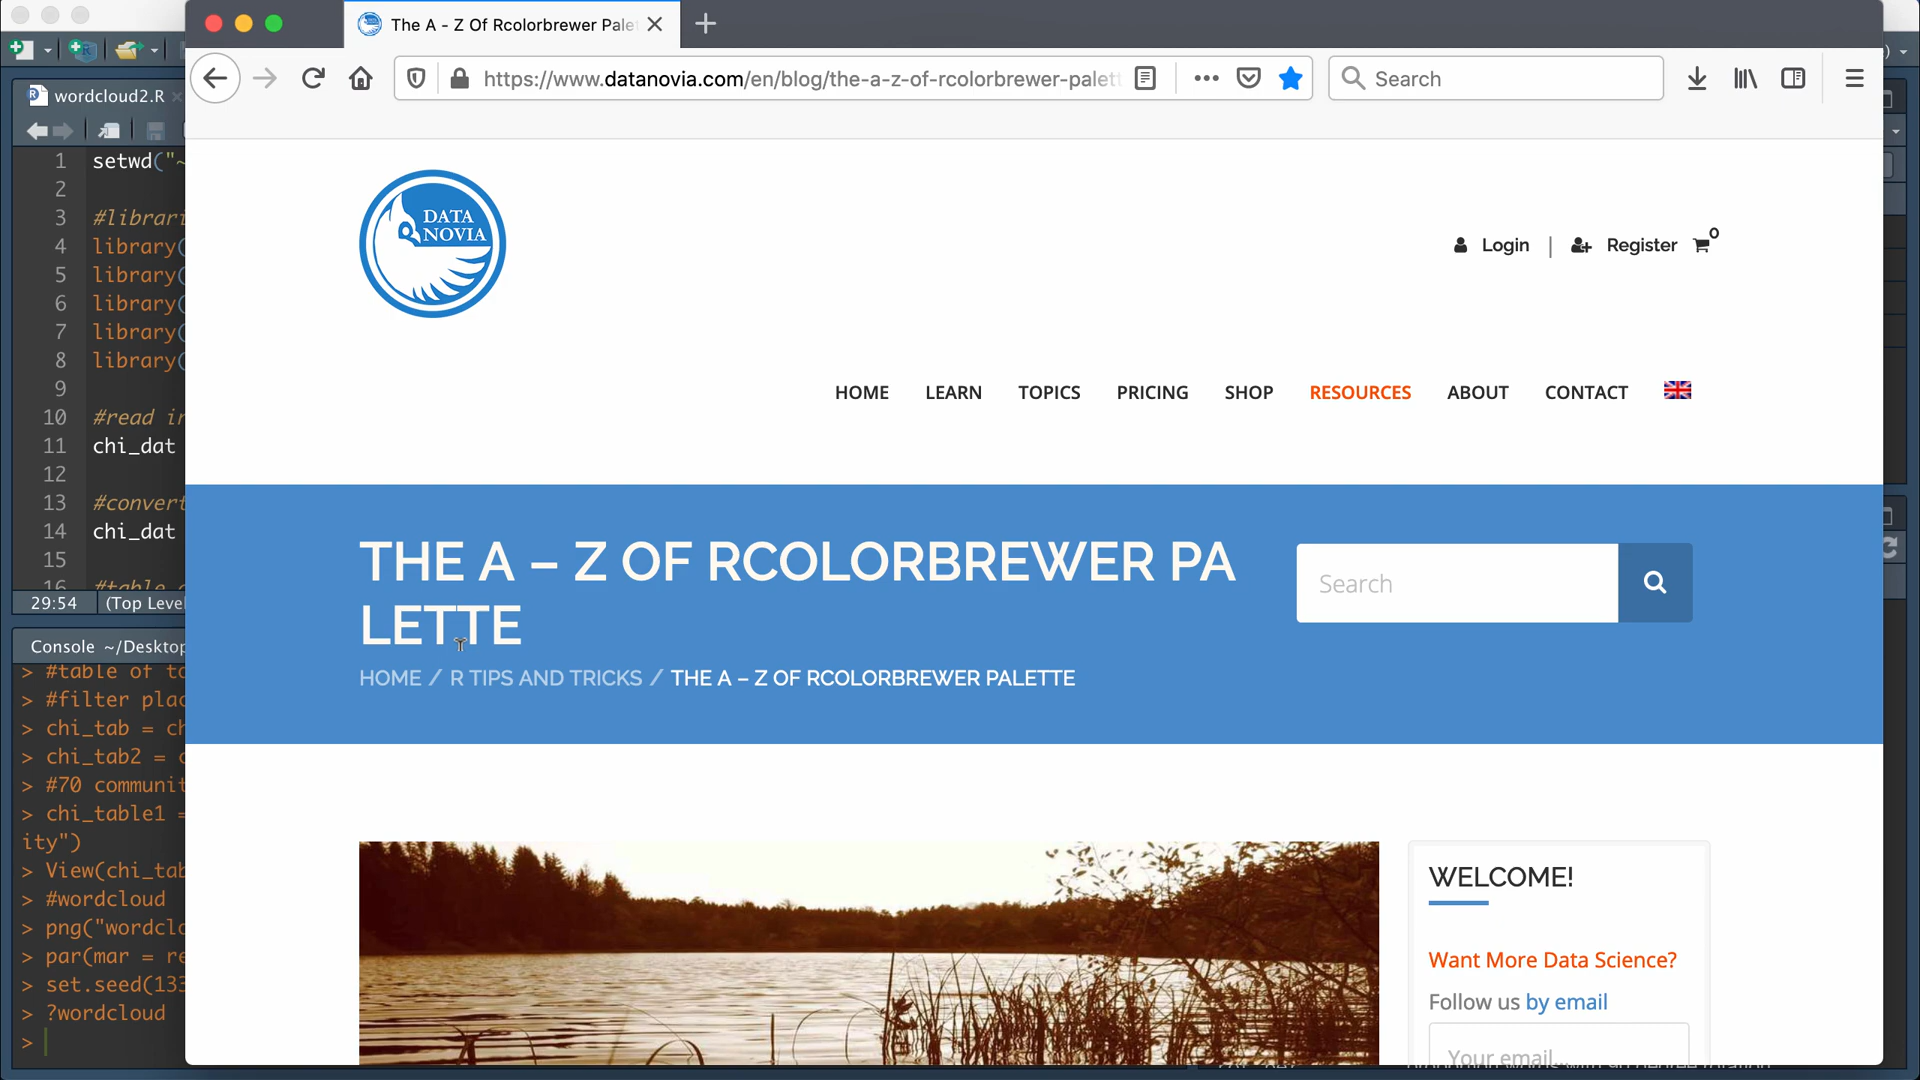 The A - Z Of Rcolorbrewer Pale
https://www.datanovia.com/en/blog/the-a-z-of-rcolorbrewer-palett
Search
wordcloud2.R
1 setwd("~
2
3 #librari
4 library(
5 library(
6 library(
7 library(
8 library(
9
10 #read in
11 chi_dat
12
13 #convert
14 chi_dat
15
16 #table o
29:54 (Top Level
Console ~/Desktop
> #table of to
> #filter plac
> chi_tab = ch
> chi_tab2 = c
> #70 communit
> chi_table1 =
ity")
> View(chi_tab
> #wordcloud
> png("wordclo
> par(mar = re
> set.seed(133
> ?wordcloud
>
DATA
NOVIA
Login | Register 0
HOME LEARN TOPICS PRICING SHOP RESOURCES ABOUT CONTACT
THE A – Z OF RCOLORBREWER PA
LETTE
Search
HOME / R TIPS AND TRICKS / THE A – Z OF RCOLORBREWER PALETTE
WELCOME!
Want More Data Science?
Follow us by email
Your email...